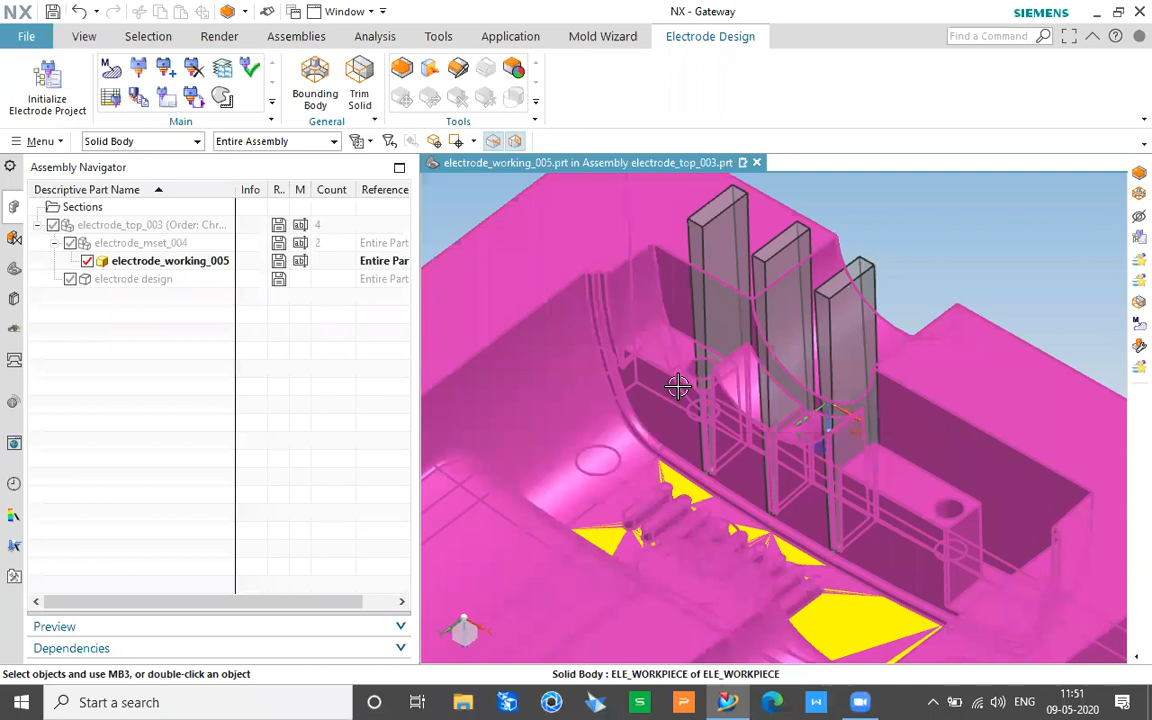 NX
Window
NX - Gateway
SIEMENS
File
View
Selection
Render
Assemblies
Analysis
Tools
Application
Mold Wizard
Electrode Design
Find a Command
Initialize
Electrode Project
Bounding
Body
Trim
Solid
Main
General
Tools
Menu
Solid Body
Entire Assembly
Assembly Navigator
electrode_working_005.prt in Assembly electrode_top_003.prt
Descriptive Part Name
Info
R..
M
Count
Reference
Sections
electrode_top_003 (Order: Chr...
4
electrode_mset_004
2
Entire Part
electrode_working_005
Entire Par
electrode design
Entire Part
Preview
Dependencies
Select objects and use MB3, or double-click an object
Solid Body : ELE_WORKPIECE of ELE_WORKPIECE
Start a search
ENG
11:51
09-05-2020